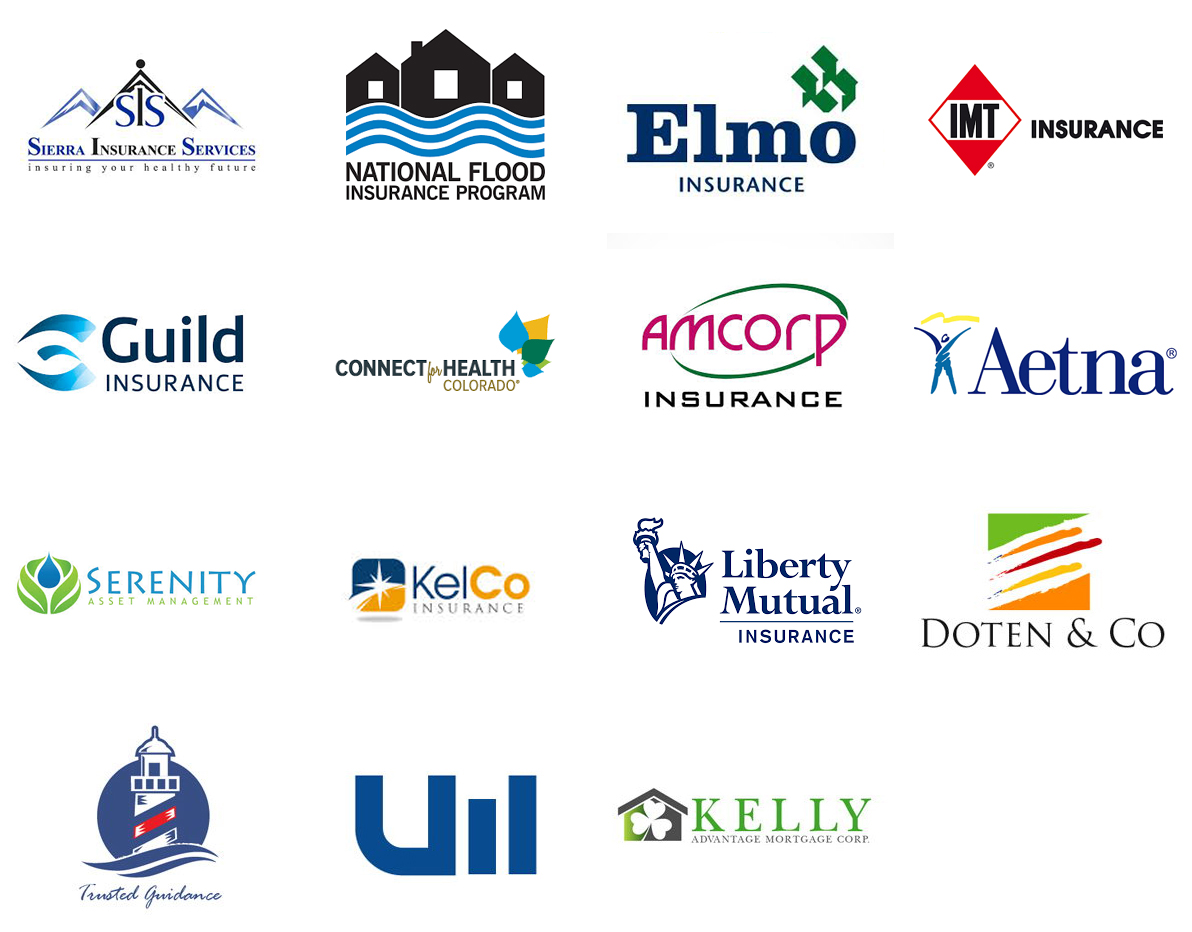 SIS
SIERRA INSURANCE SERVICES
insuring your healthy future
NATIONAL FLOOD
INSURANCE PROGRAM
Elmo
INSURANCE
IMT INSURANCE
®
Guild
INSURANCE
CONNECT for HEALTH
COLORADO®
AMCORP
INSURANCE
Aetna®
SERENITY
ASSET MANAGEMENT
KelCo
INSURANCE
Liberty
Mutual®
INSURANCE
DOTEN & CO
Trusted Guidance
KELLY
ADVANTAGE MORTGAGE CORP.